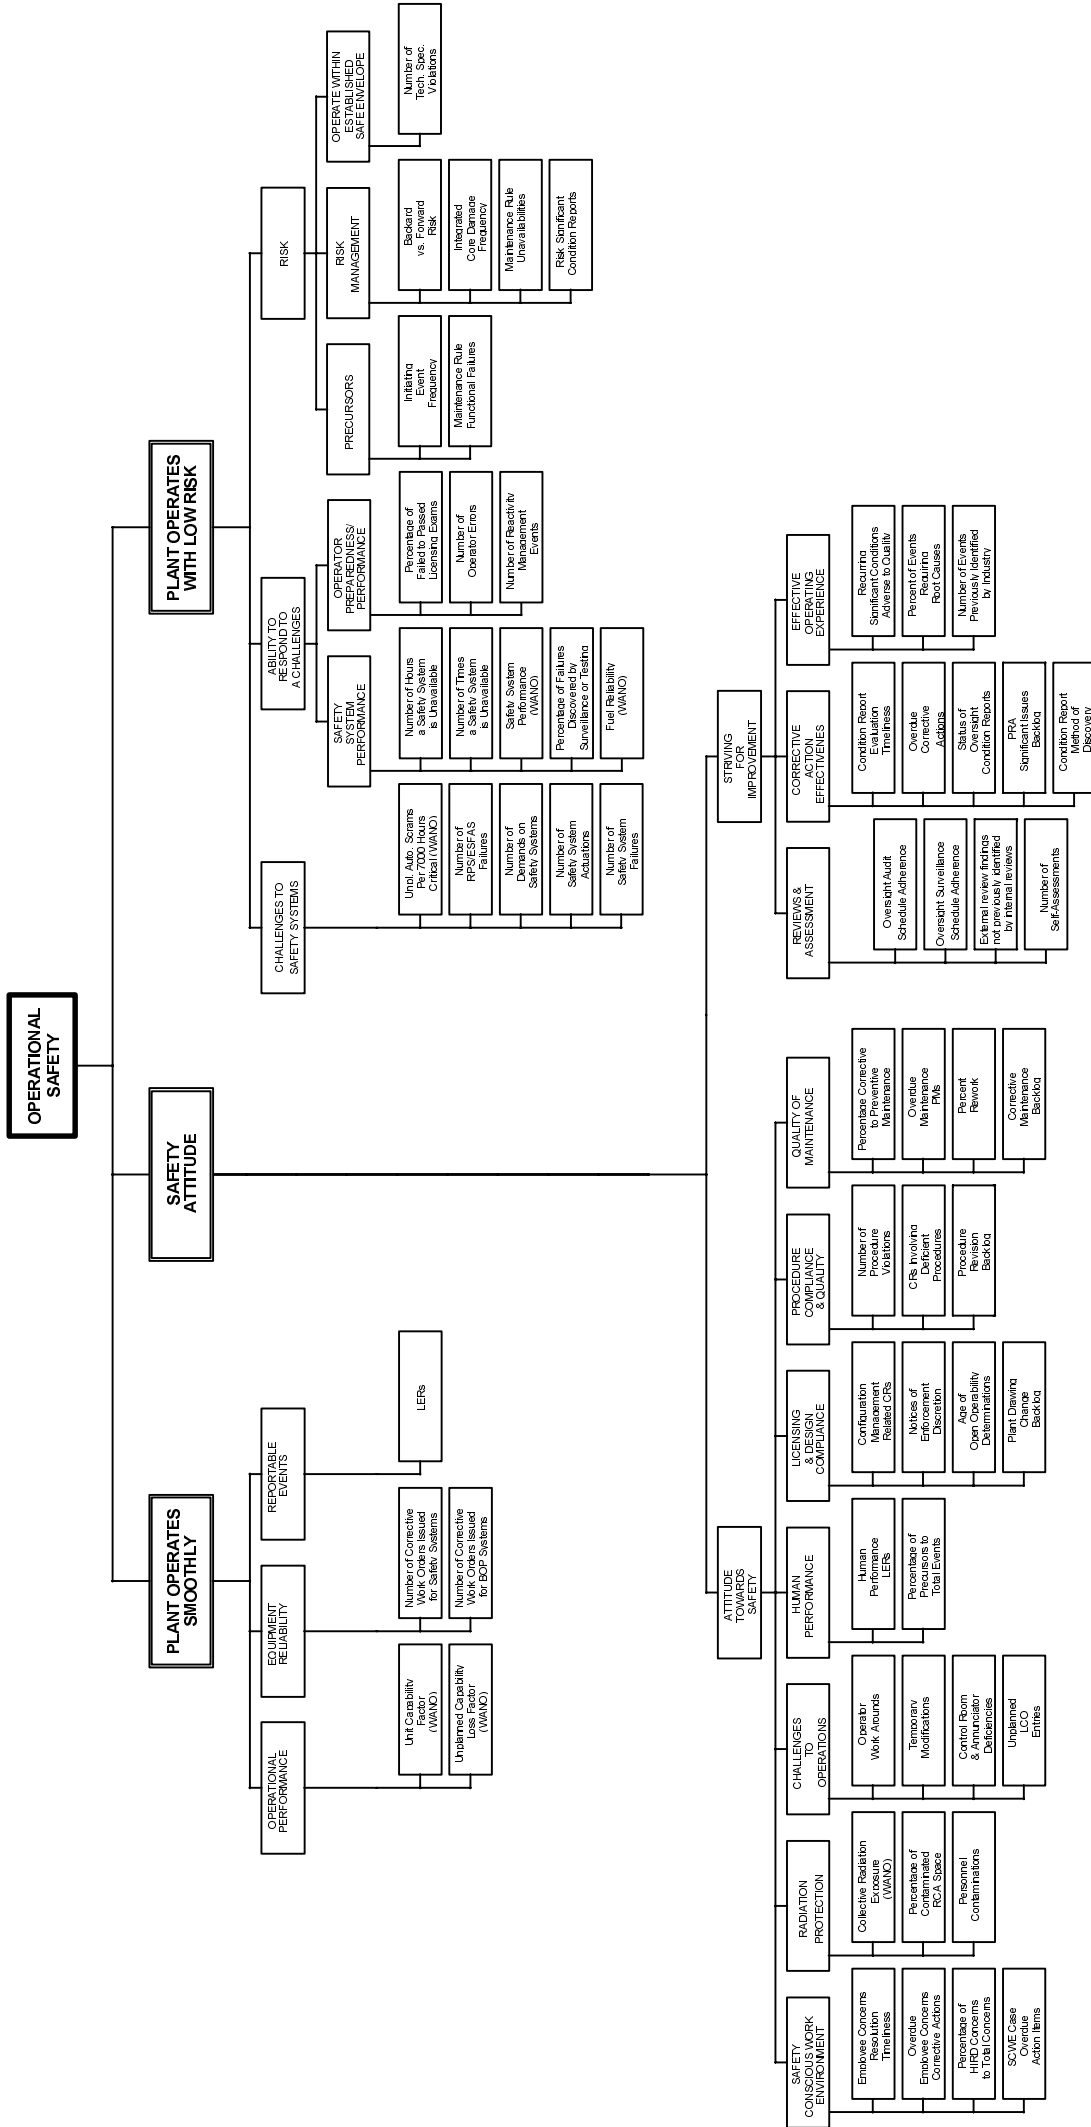 OPERATIONAL
SAFETY
PLANT OPERATES
SMOOTHLY
SAFETY
ATTITUDE
PLANT OPERATES
WITH LOW RISK
OPERATIONAL
PERFORMANCE
EQUIPMENT
RELIABILITY
REPORTABLE
EVENTS
CHALLENGES TO
SAFETY SYSTEMS
ABILITY TO
RESPOND TO
A CHALLENGES
RISK
SAFETY
SYSTEM
PERFORMANCE
OPERATOR
PREPAREDNESS/
PERFORMANCE
PRECURSORS
RISK
MANAGEMENT
OPERATE WITHIN
ESTABLISHED
SAFE ENVELOPE
Unit Capability
Factor
(WANO)
Unplanned Capability
Loss Factor
(WANO)
Number of Corrective
Work Orders Issued
for Safety Systems
Number of Corrective
Work Orders Issued
for BOP Systems
LERs
Unpl. Auto. Scrams
Per 7000 Hours
Critical (WANO)
Number of
RPS/ESFAS
Failures
Number of
Demands on
Safety Systems
Number of
Safety System
Actuations
Number of
Safety System
Failures
Number of Hours
a Safety System
is Unavailable
Number of Times
a Safety System
is Unavailable
Safety System
Performance
(WANO)
Percentage of Failures
Discovered by
Surveillance or Testing
Fuel Reliability
(WANO)
Percentage of
Failed to Passed
Licensing Exams
Number of
Operator Errors
Number of Reactivity
Management
Events
Initiating
Event
Frequency
Maintenance Rule
Functional Failures
Backard
vs. Forward
Risk
Integrated
Core Damage
Frequency
Maintenance Rule
Unavailabilities
Risk Significant
Condition Reports
Number of
Tech. Spec.
Violations
ATTITUDE
TOWARDS
SAFETY
STRIVING
FOR
IMPROVEMENT
SAFETY
CONSCIOUS WORK
ENVIRONMENT
RADIATION
PROTECTION
CHALLENGES
TO
OPERATIONS
HUMAN
PERFORMANCE
LICENSING
& DESIGN
COMPLIANCE
PROCEDURE
COMPLIANCE
& QUALITY
QUALITY OF
MAINTENANCE
REVIEWS &
ASSESSMENT
CORRECTIVE
ACTION
EFFECTIVENES
EFFECTIVE
OPERATING
EXPERIENCE
Employee Concerns
Resolution
Timeliness
Overdue
Employee Concerns
Corrective Actions
Percentage of
HIRD Concerns
to Total Concerns
SCWE Case
Overdue
Action Items
Collective Radiation
Exposure
(WANO)
Percentage of
Contaminated
RCA Space
Personnel
Contaminations
Operator
Work Arounds
Temporary
Modifications
Control Room
& Annunciator
Deficiencies
Unplanned
LCO
Entries
Human
Performance
LERs
Percentage of
Precursors to
Total Events
Configuration
Management
Related CRs
Notices of
Enforcement
Discretion
Age of
Open Operability
Determinations
Plant Drawing
Change
Backlog
Number of
Procedure
Violations
CRs Involving
Deficient
Procedures
Procedure
Revision
Backlog
Percentage Corrective
to Preventive
Maintenance
Overdue
Maintenance
PMs
Percent
Rework
Corrective
Maintenance
Backlog
Oversight Audit
Schedule Adherence
Oversight Surveillance
Schedule Adherence
External review findings
not previously identified
by internal reviews
Number of
Self-Assessments
Condition Report
Evaluation
Timeliness
Overdue
Corrective
Actions
Status of
Oversight
Condition Reports
PRA
Significant Issues
Backlog
Condition Report
Method of
Discovery
Recurring
Significant Conditions
Adverse to Quality
Percent of Events
Requiring
Root Causes
Number of Events
Previously Identified
by Industry